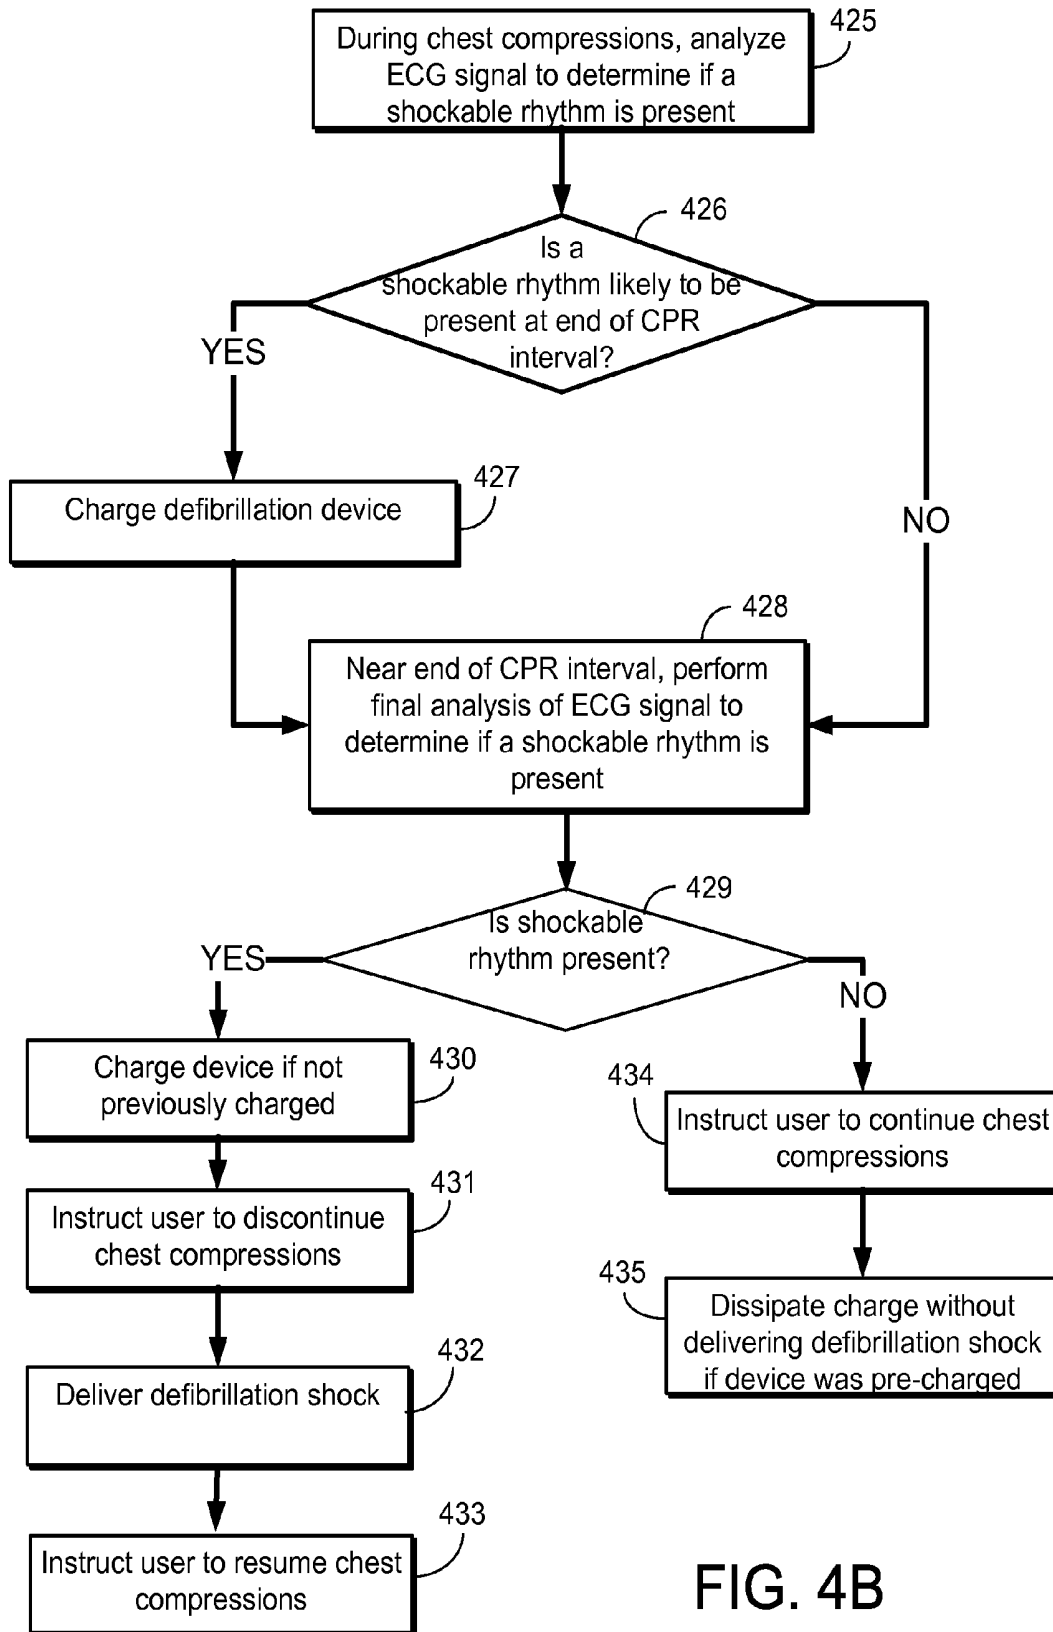 During chest compressions, analyze
ECG signal to determine if a
shockable rhythm is present
425
426
Is a
shockable rhythm likely to be
present at end of CPR
interval?
YES
NO
427
Charge defibrillation device
428
Near end of CPR interval, perform
final analysis of ECG signal to
determine if a shockable rhythm is
present
429
Is shockable
rhythm present?
YES
NO
430
Charge device if not
previously charged
431
Instruct user to discontinue
chest compressions
432
Deliver defibrillation shock
433
Instruct user to resume chest
compressions
434
Instruct user to continue chest
compressions
435
Dissipate charge without
delivering defibrillation shock
if device was pre-charged
FIG. 4B